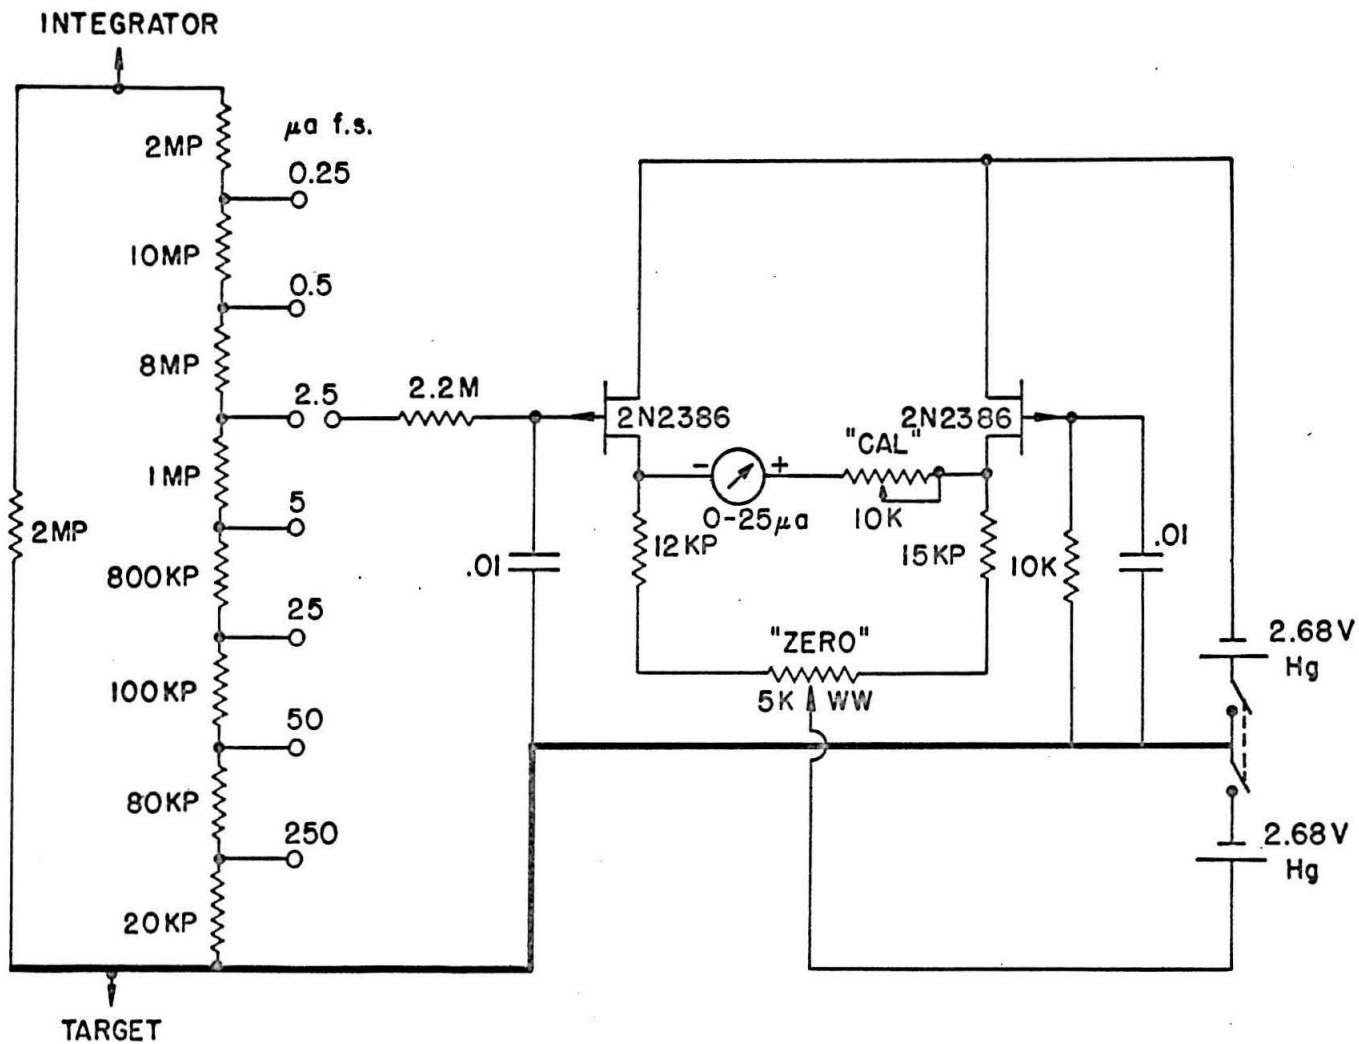 INTEGRATOR
µa f.s.
2MP
0.25
10MP
0.5
8MP
2.5
2.2M
2N2386
2N2386
"CAL"
- +
1MP
0-25µa
10K
5
2MP
12KP
15KP
10K
.01
.01
800KP
25
"ZERO"
2.68V
Hg
100KP
5K WW
50
80KP
250
2.68V
Hg
20KP
TARGET